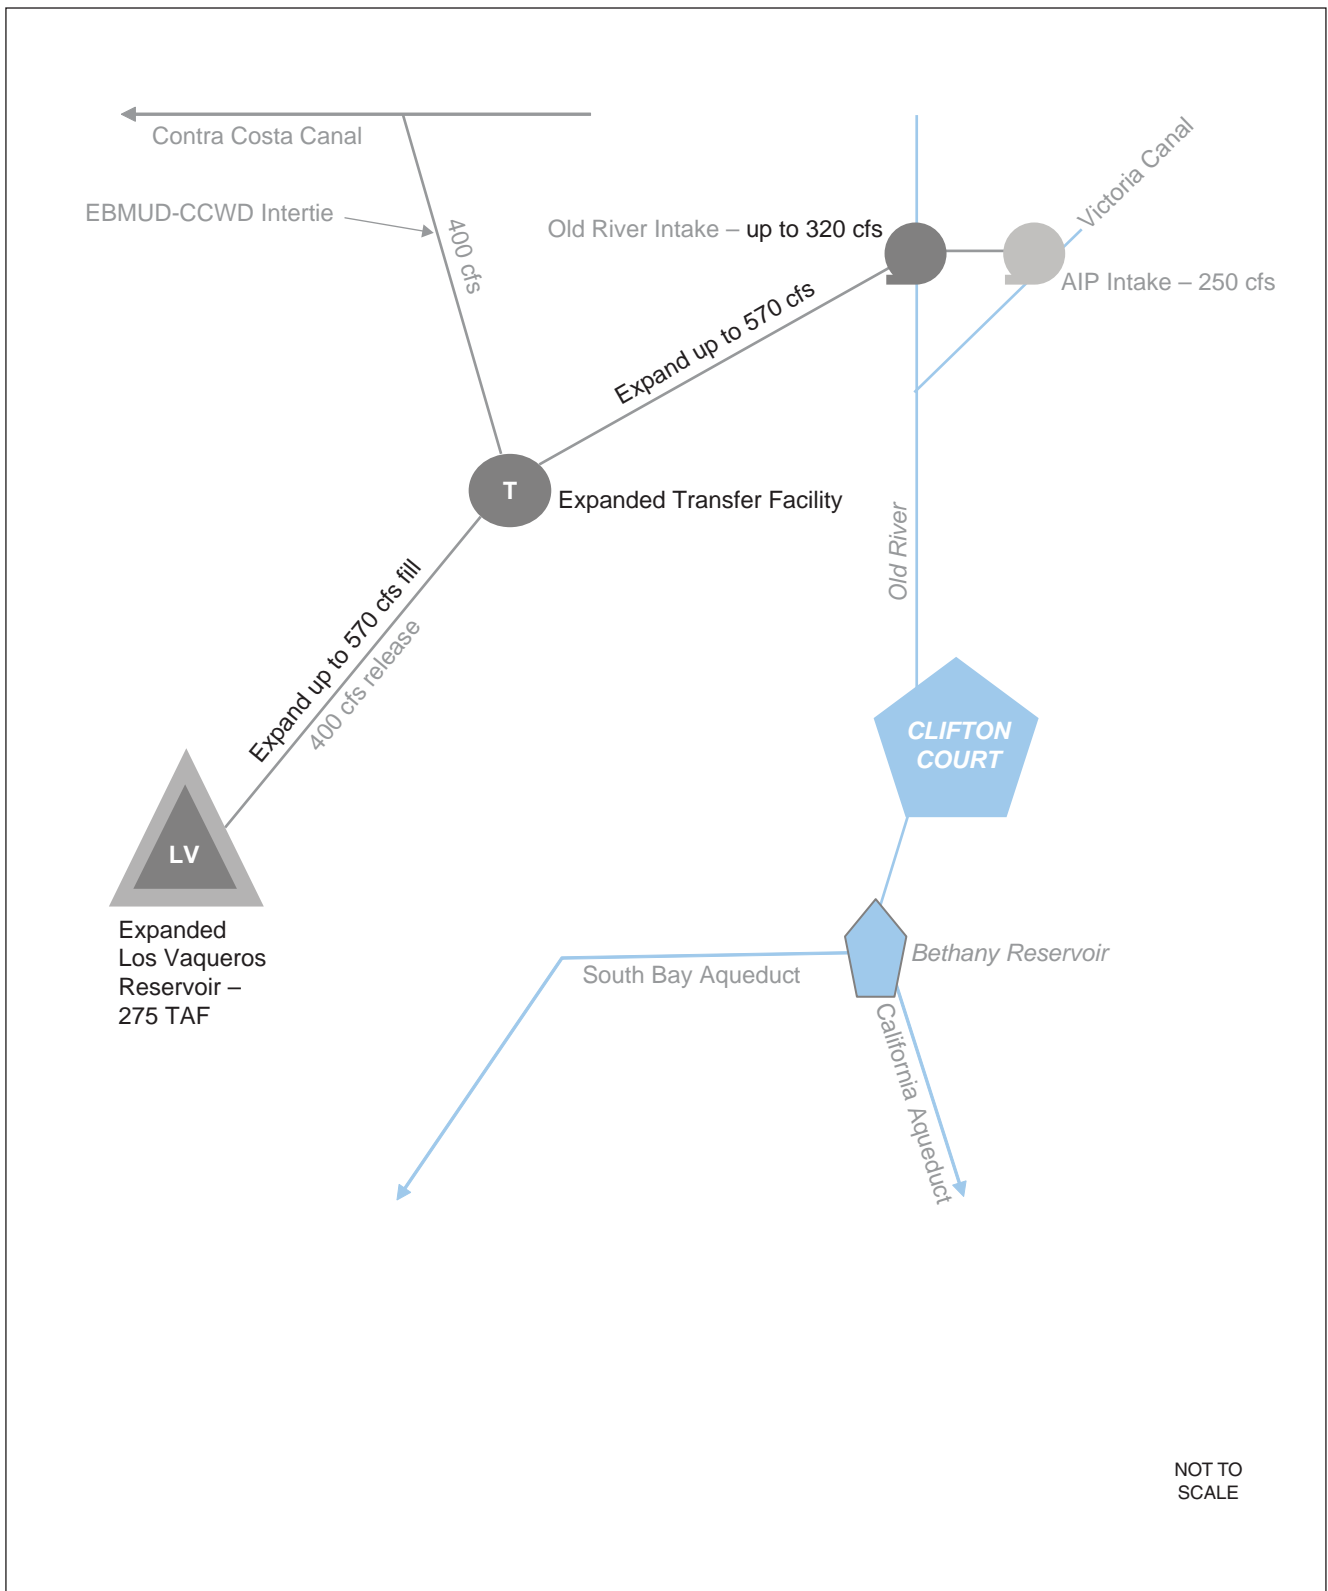 Contra Costa Canal
EBMUD-CCWD Intertie
400 cfs
Old River Intake – up to 320 cfs
Victoria Canal
AIP Intake – 250 cfs
Expand up to 570 cfs
T
Expanded Transfer Facility
Old River
Expand up to 570 cfs fill
400 cfs release
CLIFTON
COURT
LV
Expanded
Los Vaqueros
Reservoir –
275 TAF
South Bay Aqueduct
Bethany Reservoir
California Aqueduct
NOT TO
SCALE